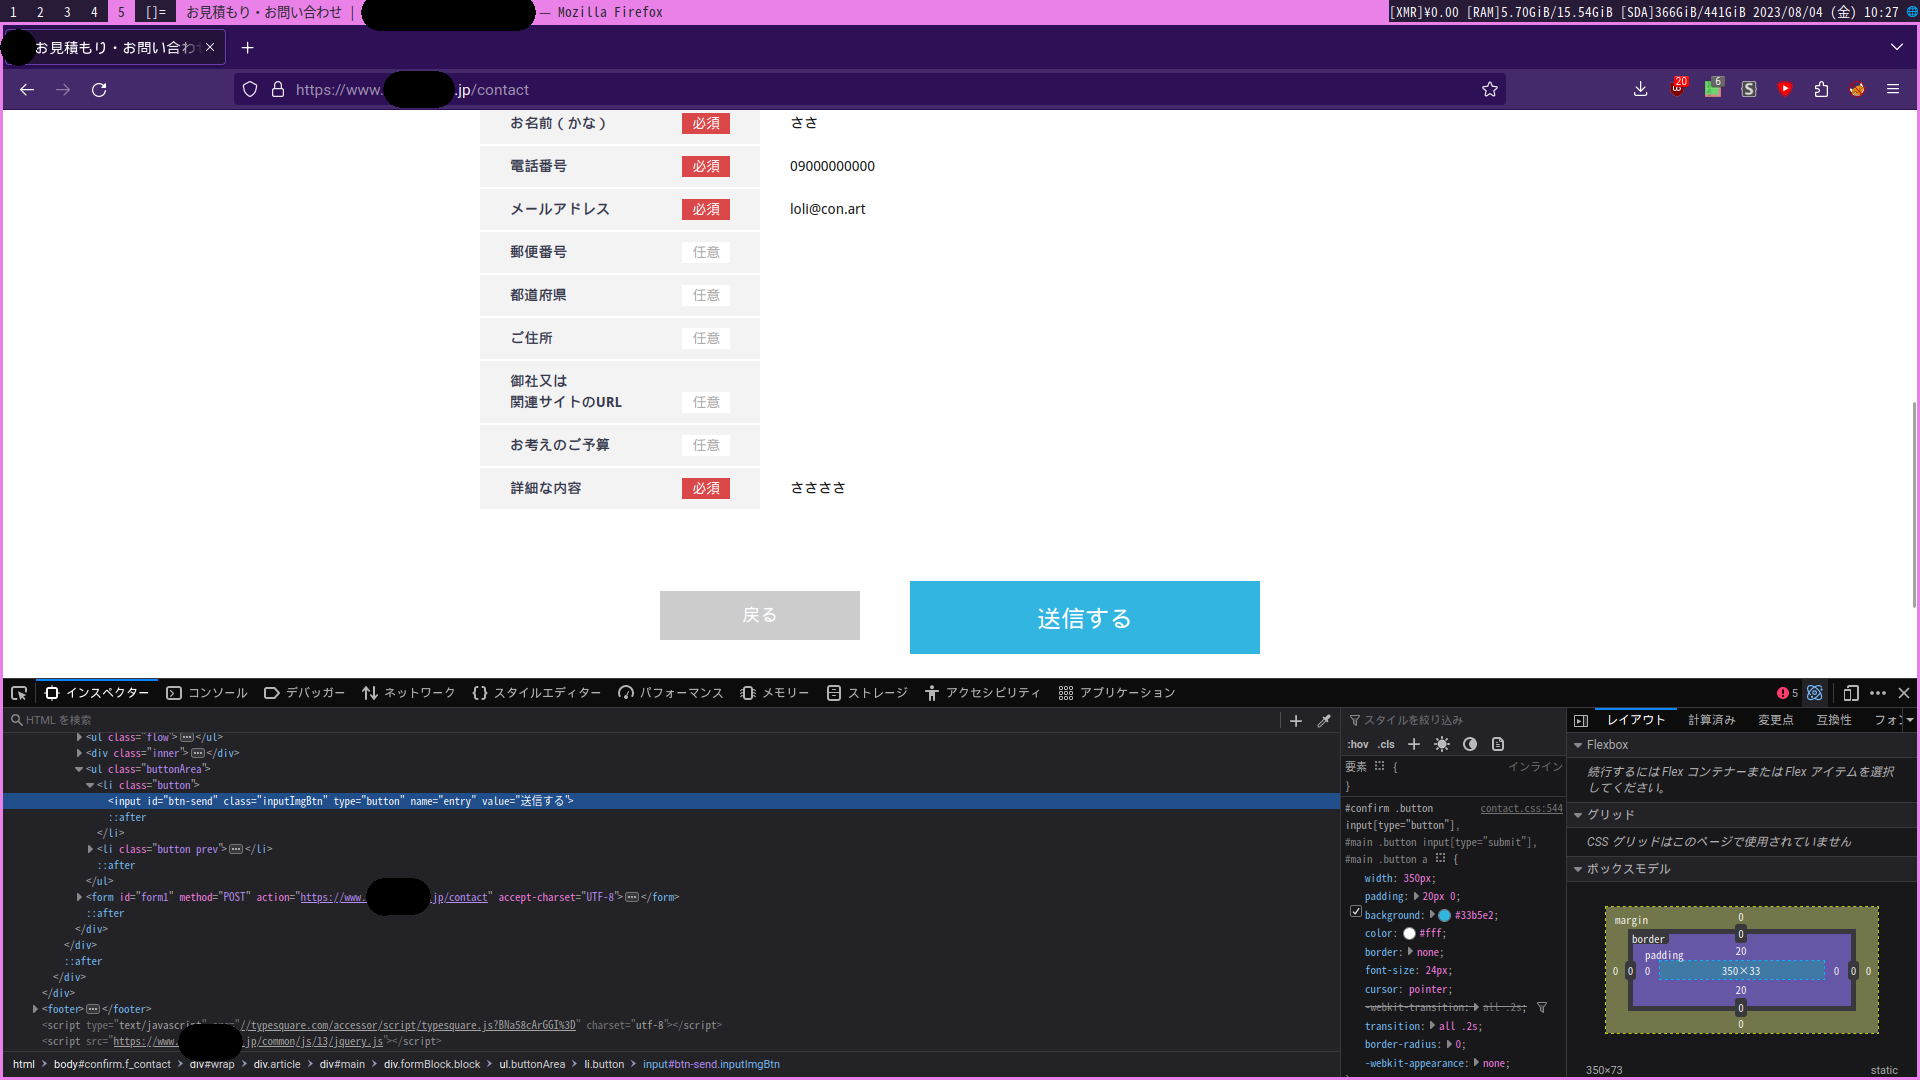 1 2 3 4 5 []= お見積もり・お問い合わせ | — Mozilla Firefox [XMR]¥0.00 [RAM]5.70GiB/15.54GiB [SDA]366GiB/441GiB 2023/08/04 (金) 10:27
お見積もり・お問い合わせ
https://www. .jp/contact 20 6
お名前（かな） 必須 ささ
電話番号 必須 09000000000
メールアドレス 必須 loli@con.art
郵便番号 任意
都道府県 任意
ご住所 任意
御社又は
関連サイトのURL 任意
お考えのご予算 任意
詳細な内容 必須 ささささ
戻る 送信する
インスペクター コンソール デバッガー ネットワーク スタイルエディター パフォーマンス メモリー ストレージ アクセシビリティ アプリケーション 5
HTML を検索
<ul class="flow"></ul>
<div class="inner"></div>
<ul class="buttonArea">
<li class="button">
<input id="btn-send" class="inputImgBtn" type="button" name="entry" value="送信する">
::after
</li>
<li class="button prev"></li>
::after
</ul>
<form id="form1" method="POST" action="https://www. jp/contact" accept-charset="UTF-8"></form>
::after
</div>
</div>
::after
</div>
</div>
<footer></footer>
<script type="text/javascript" src="//typesquare.com/accessor/script/typesquare.js?BNa58cArGGI%3D" charset="utf-8"></script>
<script src="https://www. jp/common/js/13/jquery.js"></script>
html > body#confirm.f_contact > div#wrap > div.article > div#main > div.formBlock.block > ul.buttonArea > li.button > input#btn-send.inputImgBtn
スタイルを絞り込み
:hov .cls
要素 { インライン
}
#confirm .button contact.css:544
input[type="button"],
#main .button input[type="submit"],
#main .button a {
width: 350px;
padding: 20px 0;
background: #33b5e2;
color: #fff;
border: none;
font-size: 24px;
cursor: pointer;
-webkit-transition: all .2s;
transition: all .2s;
border-radius: 0;
-webkit-appearance: none;
レイアウト 計算済み 変更点 互換性 フォ
Flexbox
続行するには Flex コンテナーまたは Flex アイテムを選択
してください。
グリッド
CSS グリッドはこのページで使用されていません
ボックスモデル
margin 0
border 0
padding 20
0 0 0 350×33 0 0 0
20
0
0
350×73 static